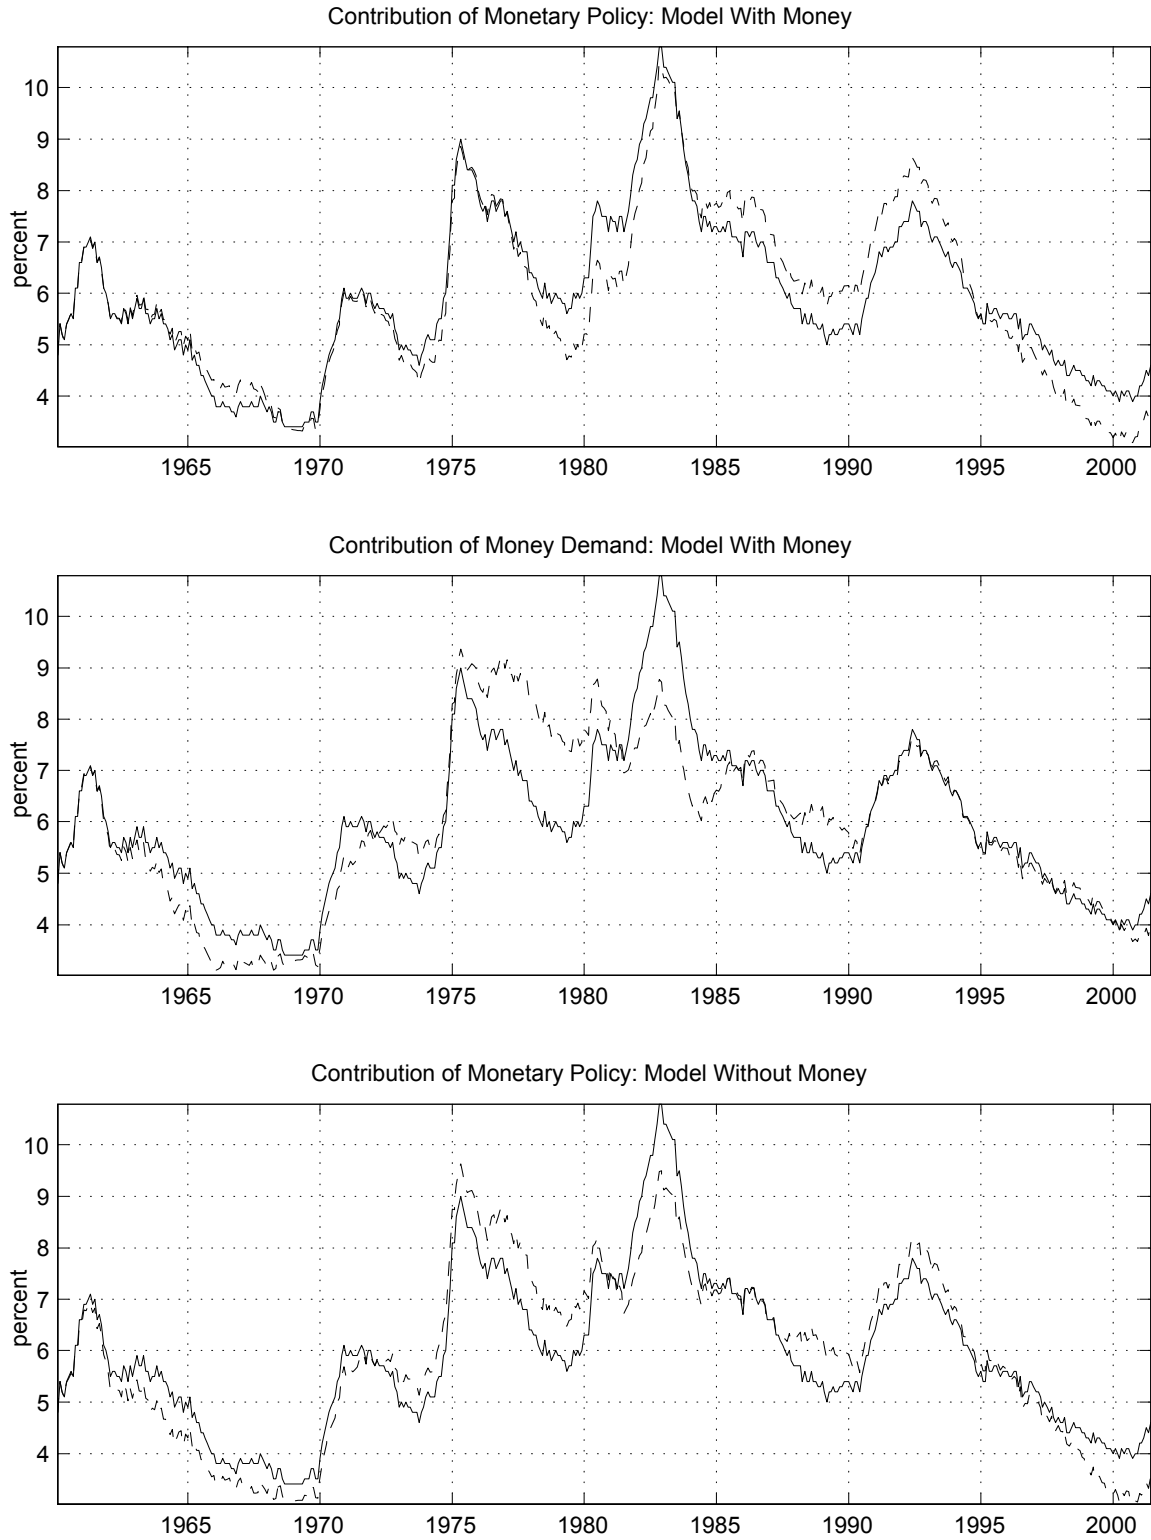 Contribution of Monetary Policy: Model With Money
percent
10
9
8
7
6
5
4
1965 1970 1975 1980 1985 1990 1995 2000
Contribution of Money Demand: Model With Money
percent
10
9
8
7
6
5
4
1965 1970 1975 1980 1985 1990 1995 2000
Contribution of Monetary Policy: Model Without Money
percent
10
9
8
7
6
5
4
1965 1970 1975 1980 1985 1990 1995 2000